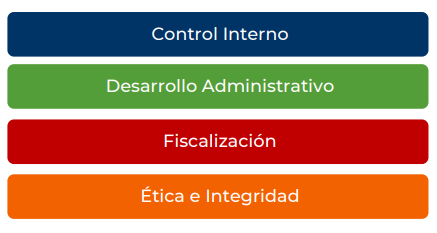 Control Interno
Desarrollo Administrativo
Fiscalización
Ética e Integridad